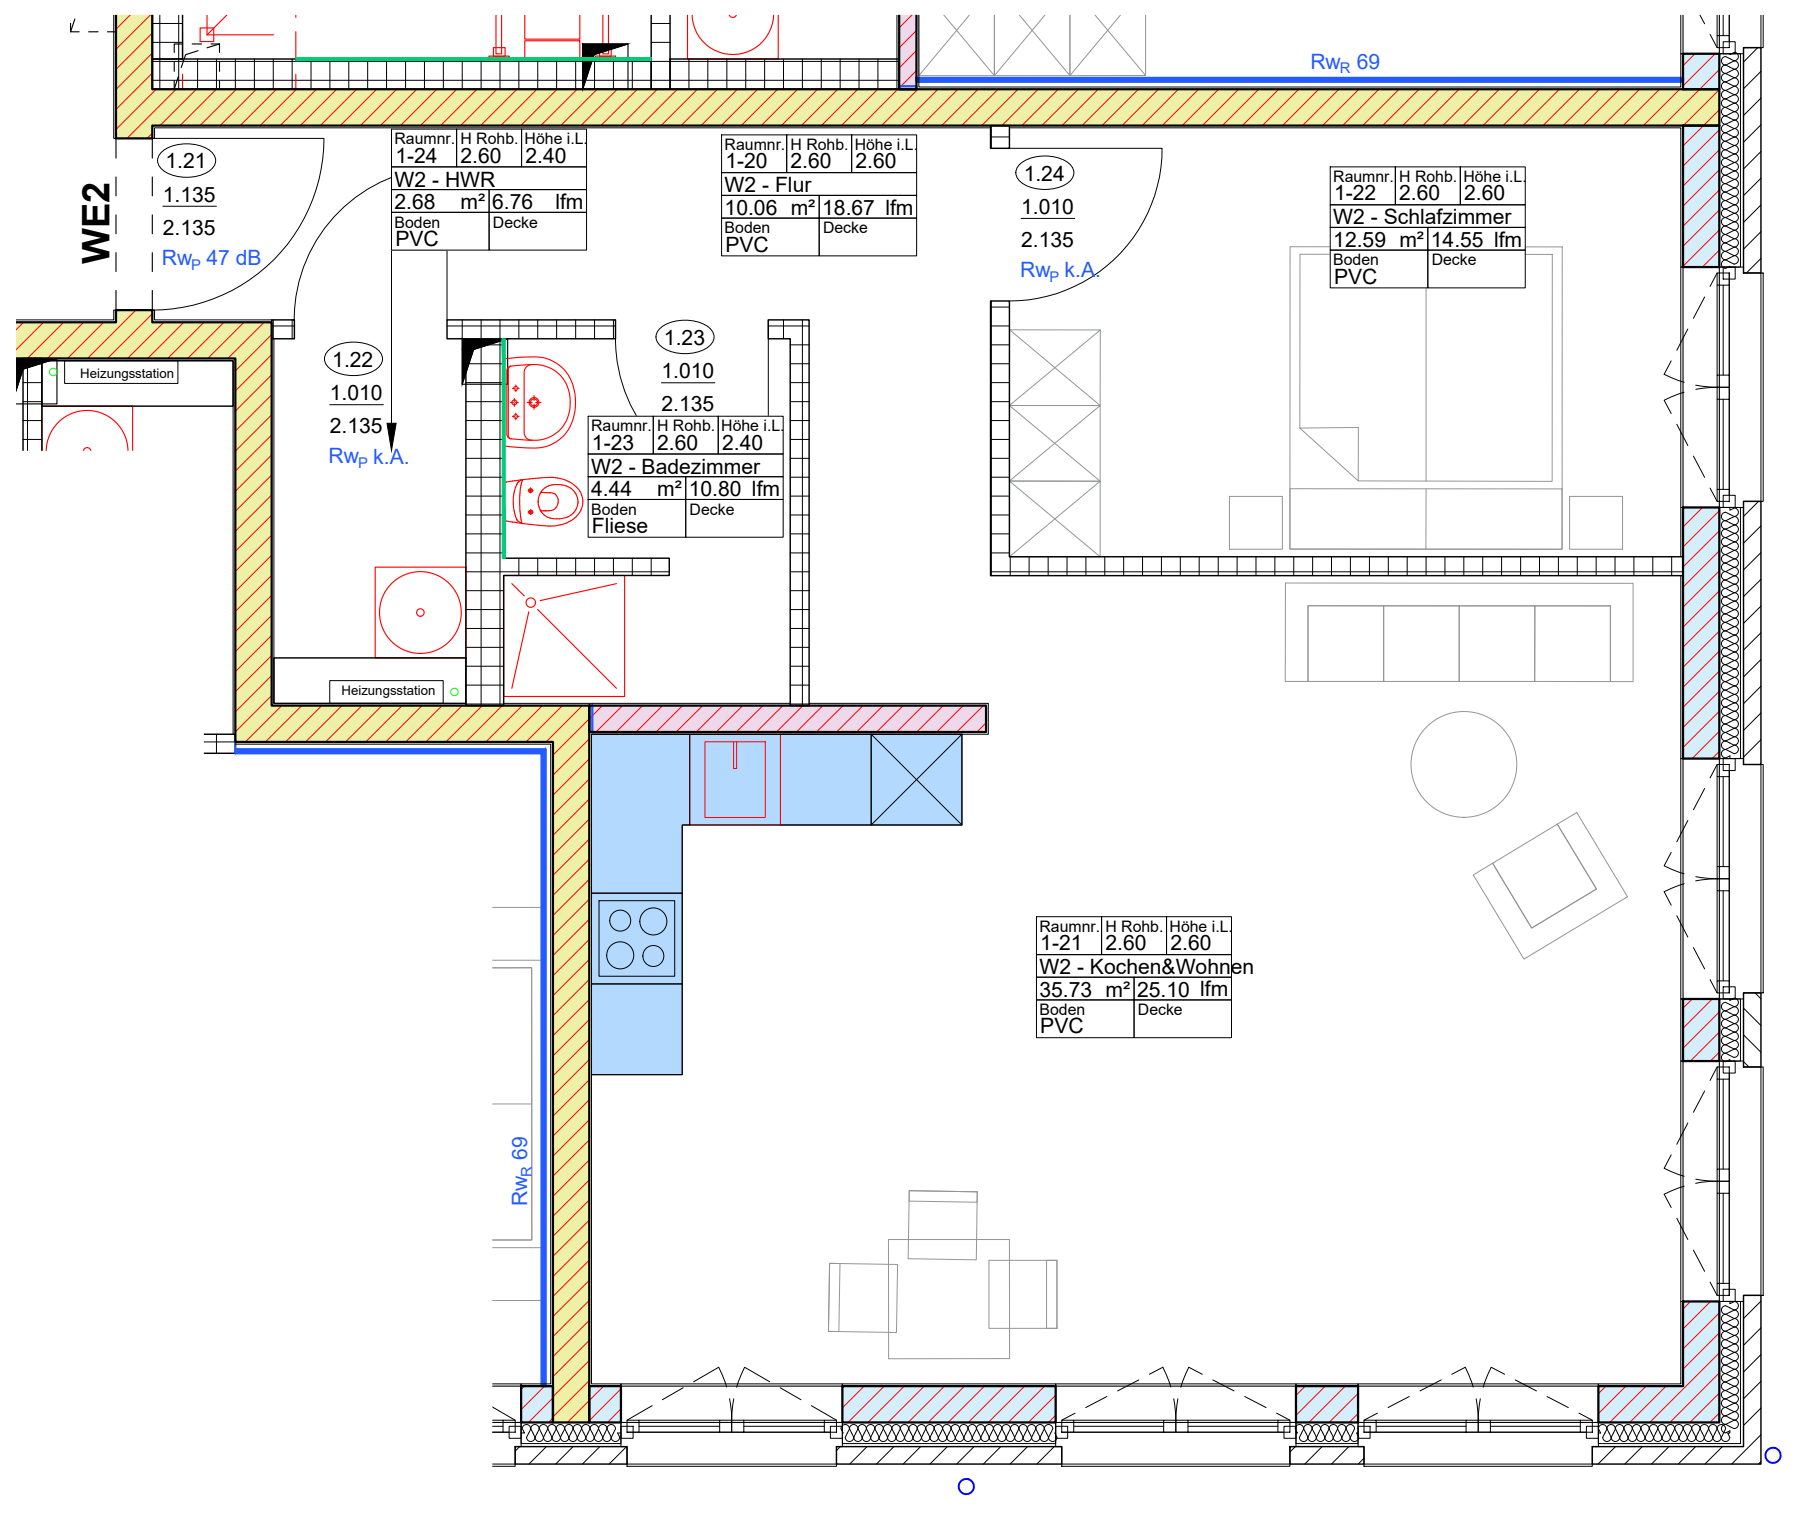 Rw_R 69
WE2
1.21
1.135
2.135
Rw_P 47 dB
Raumnr. H Rohb. Höhe i.L.
1-24 2.60 2.40
W2 - HWR
2.68 m² 6.76 lfm
Boden Decke
PVC
Raumnr. H Rohb. Höhe i.L.
1-20 2.60 2.60
W2 - Flur
10.06 m² 18.67 lfm
Boden Decke
PVC
1.24
1.010
2.135
Rw_P k.A.
Raumnr. H Rohb. Höhe i.L.
1-22 2.60 2.60
W2 - Schlafzimmer
12.59 m² 14.55 lfm
Boden Decke
PVC
Heizungsstation
1.22
1.010
2.135
Rw_P k.A.
1.23
1.010
2.135
Raumnr. H Rohb. Höhe i.L.
1-23 2.60 2.40
W2 - Badezimmer
4.44 m² 10.80 lfm
Boden Decke
Fliese
Heizungsstation
Raumnr. H Rohb. Höhe i.L.
1-21 2.60 2.60
W2 - Kochen&Wohnen
35.73 m² 25.10 lfm
Boden Decke
PVC
Rw_R 69